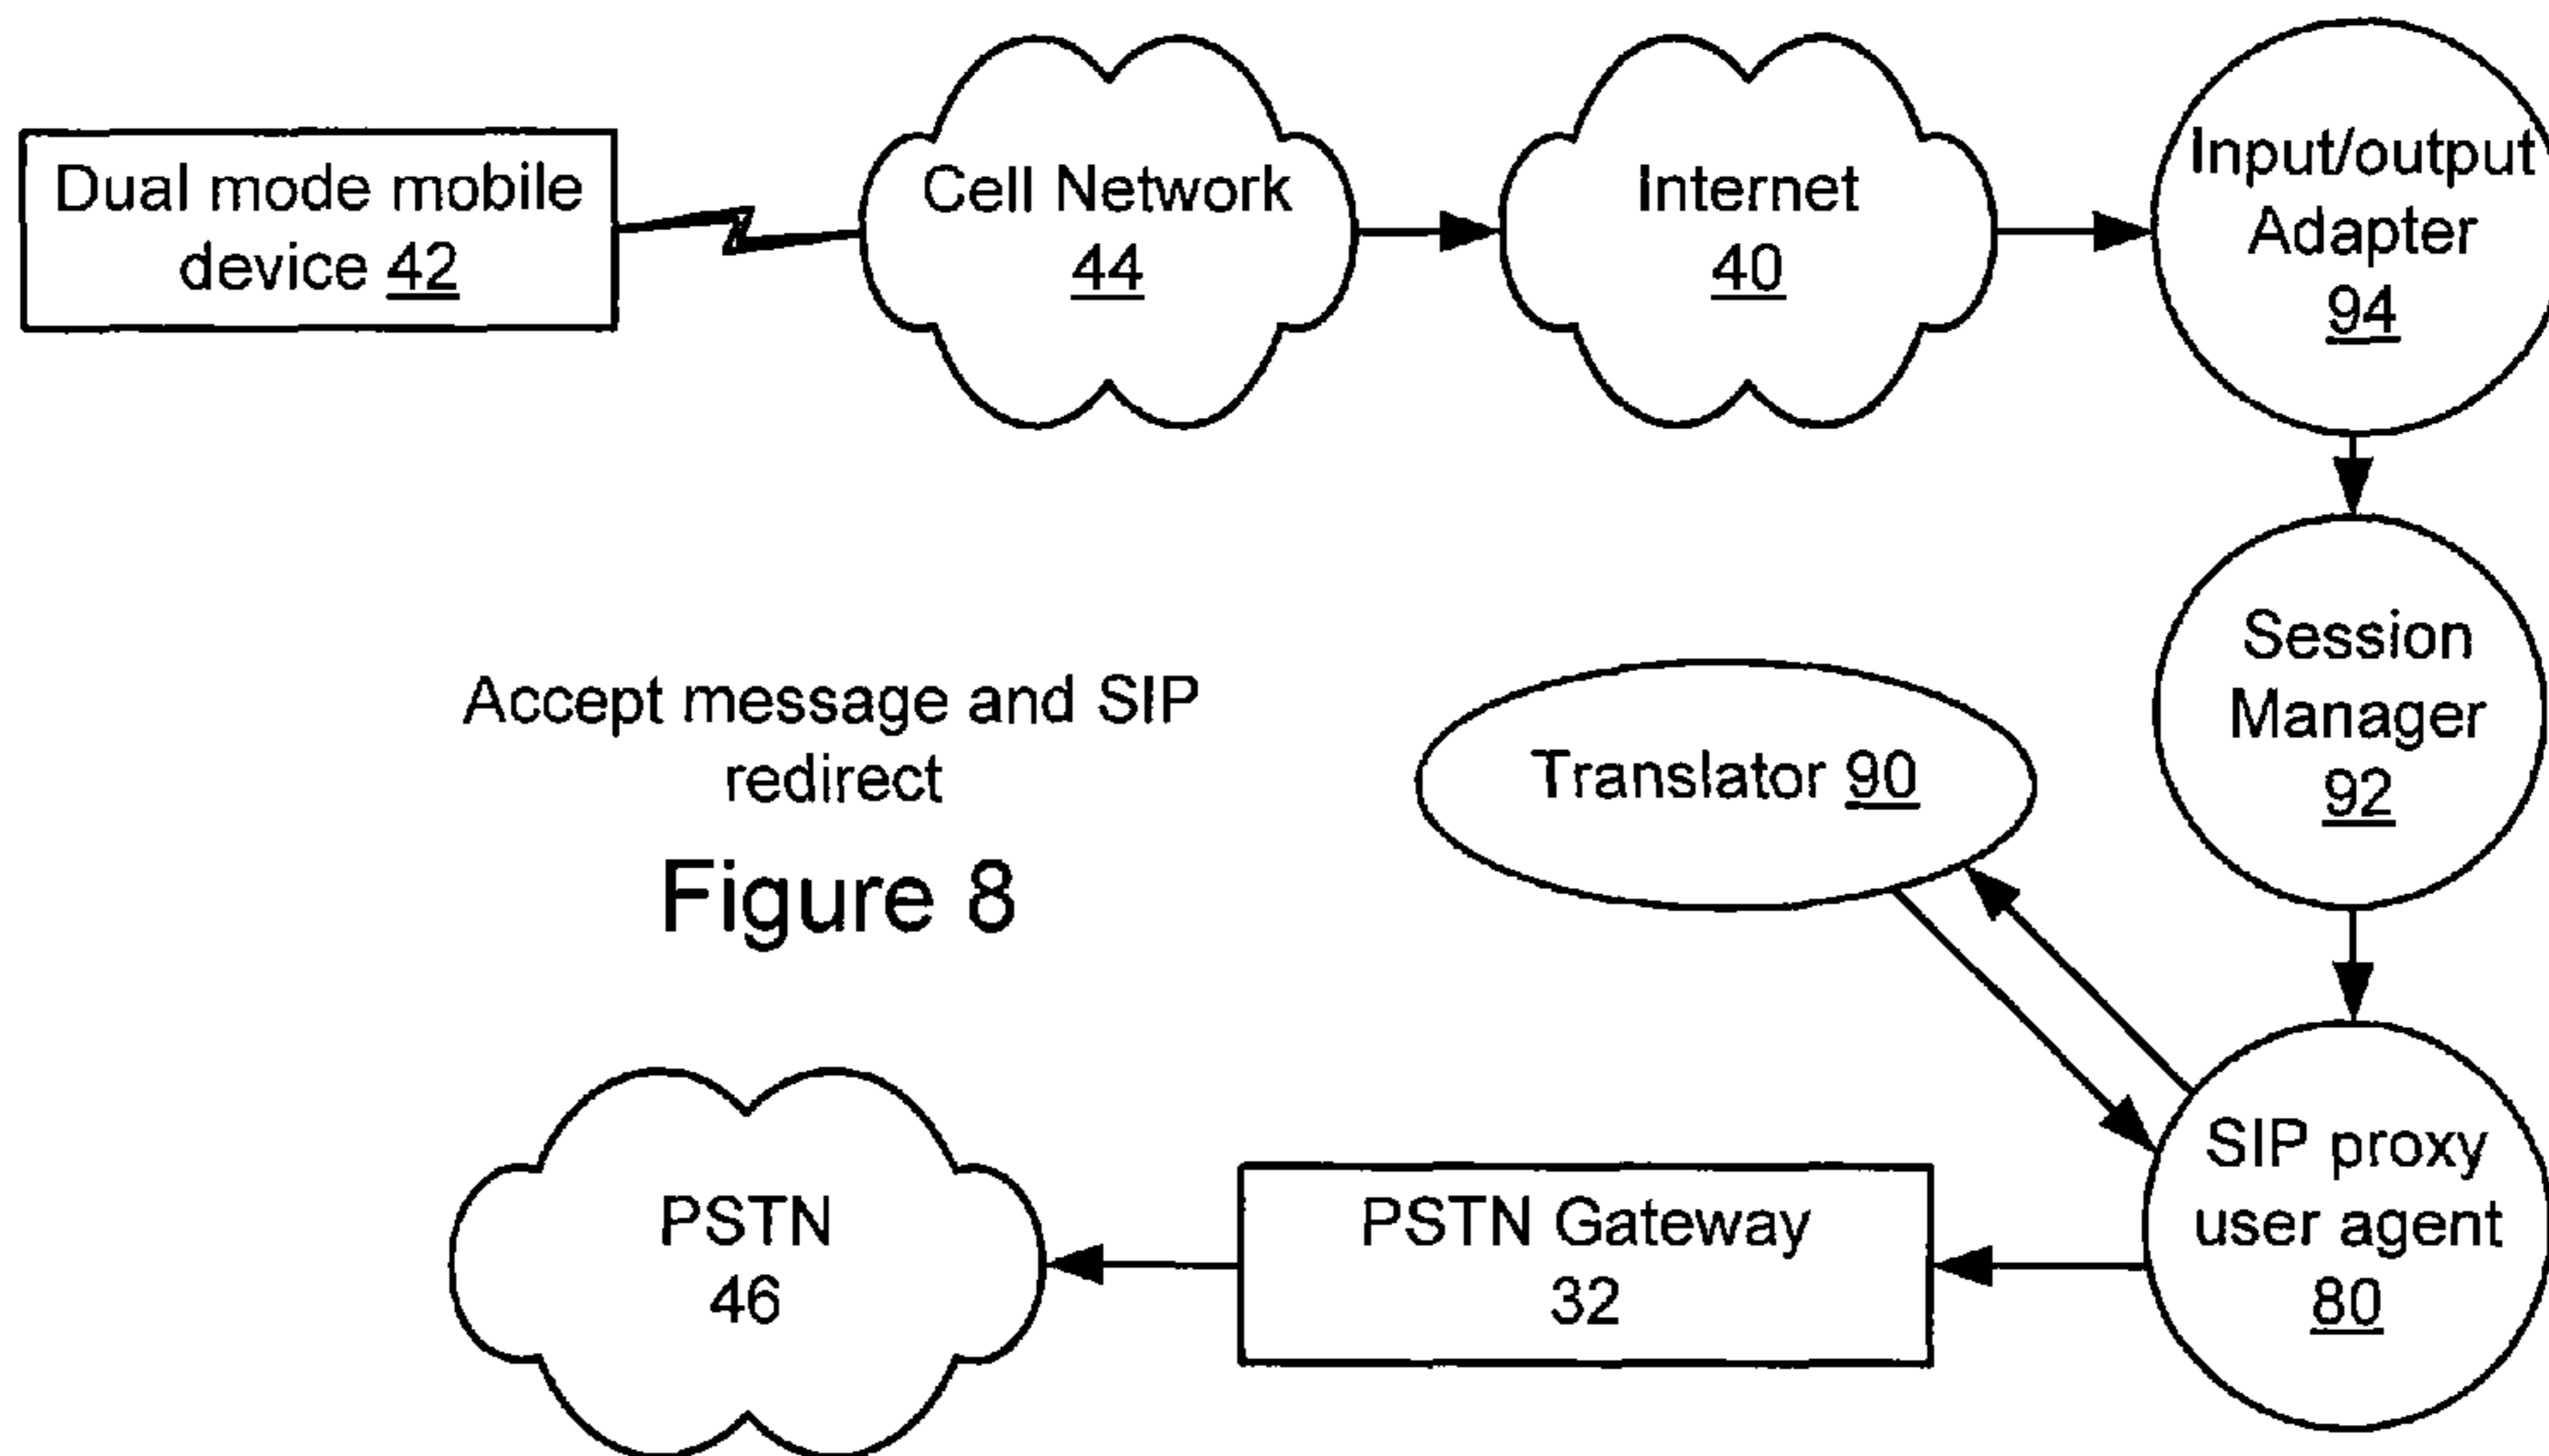 Dual mode mobile
device 42
Cell Network
44
Internet
40
Input/output
Adapter
94
Session
Manager
92
Accept message and SIP
redirect
Figure 8
Translator 90
SIP proxy
user agent
80
PSTN Gateway
32
PSTN
46